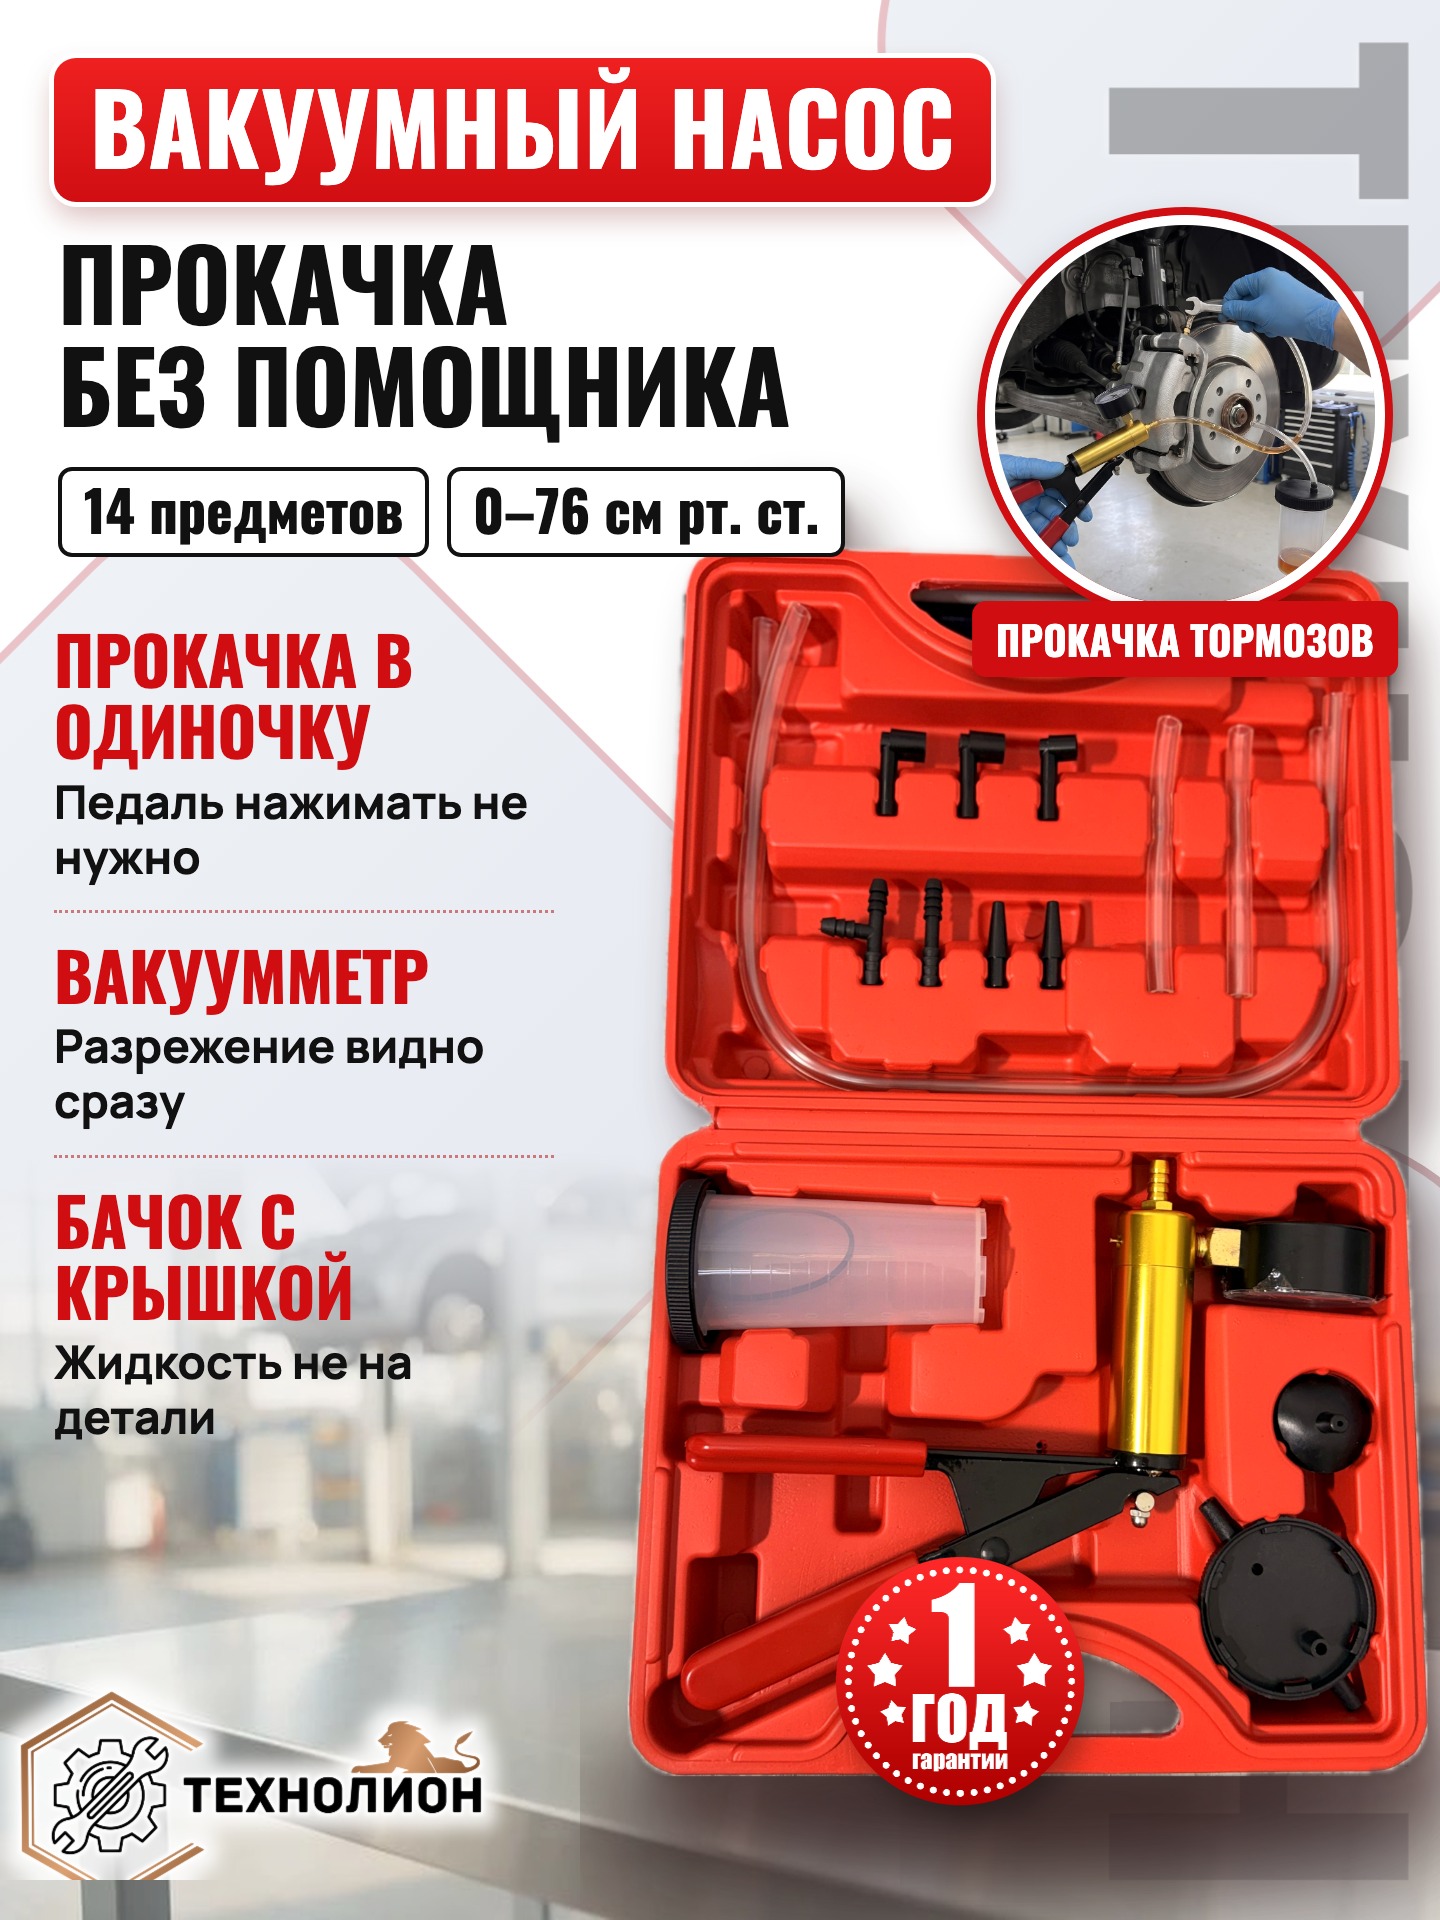 ВАКУУМНЫЙ НАСОС
ПРОКАЧКА
БЕЗ ПОМОЩНИКА
14 предметов
0–76 см рт. ст.
ПРОКАЧКА ТОРМОЗОВ
ПРОКАЧКА В
ОДИНОЧКУ
Педаль нажимать не
нужно
ВАКУУММЕТР
Разрежение видно
сразу
БАЧОК С
КРЫШКОЙ
Жидкость не на
детали
1
ГОД
гарантии
ТЕХНОЛИОН